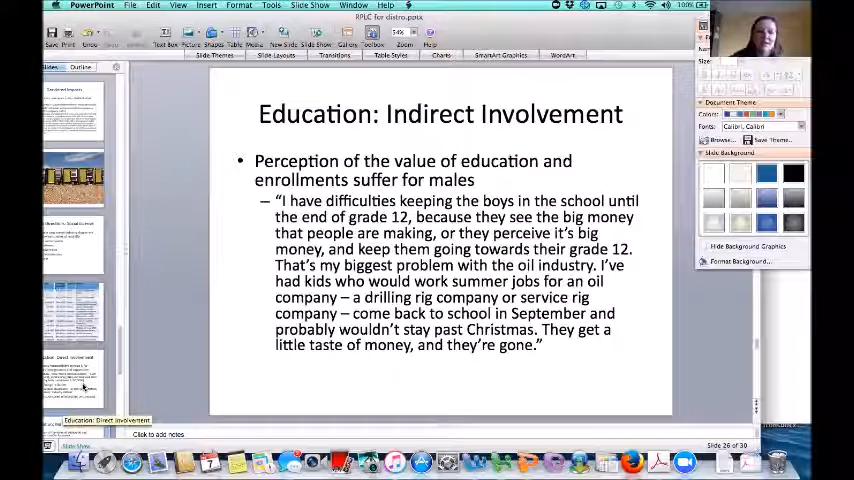 PowerPoint File Edit View Insert Format Tools Slide Show Window Help
100%
RPLC for distro.pptx
54%
Save Print Undo Text Box Picture Shapes Table Media New Slide Slide Show Gallery Toolbox Zoom Help
Slide Themes Slide Layouts Transitions Table Styles Charts SmartArt Graphics WordArt
Slides Outline
Size:
Document Theme
Colors:
Fonts: Calibri, Calibri
Browse... Save Theme...
Slide Background
Hide Background Graphics
Format Background...
Education: Indirect Involvement
• Perception of the value of education and
enrollments suffer for males
– “I have difficulties keeping the boys in the school until
the end of grade 12, because they see the big money
that people are making, or they perceive it’s big
money, and keep them going towards their grade 12.
That’s my biggest problem with the oil industry. I’ve
had kids who would work summer jobs for an oil
company – a drilling rig company or service rig
company – come back to school in September and
probably wouldn’t stay past Christmas. They get a
little taste of money, and they’re gone.”
Education: Direct Involvement
Click to add notes
Slide Show
Slide 26 of 30
7